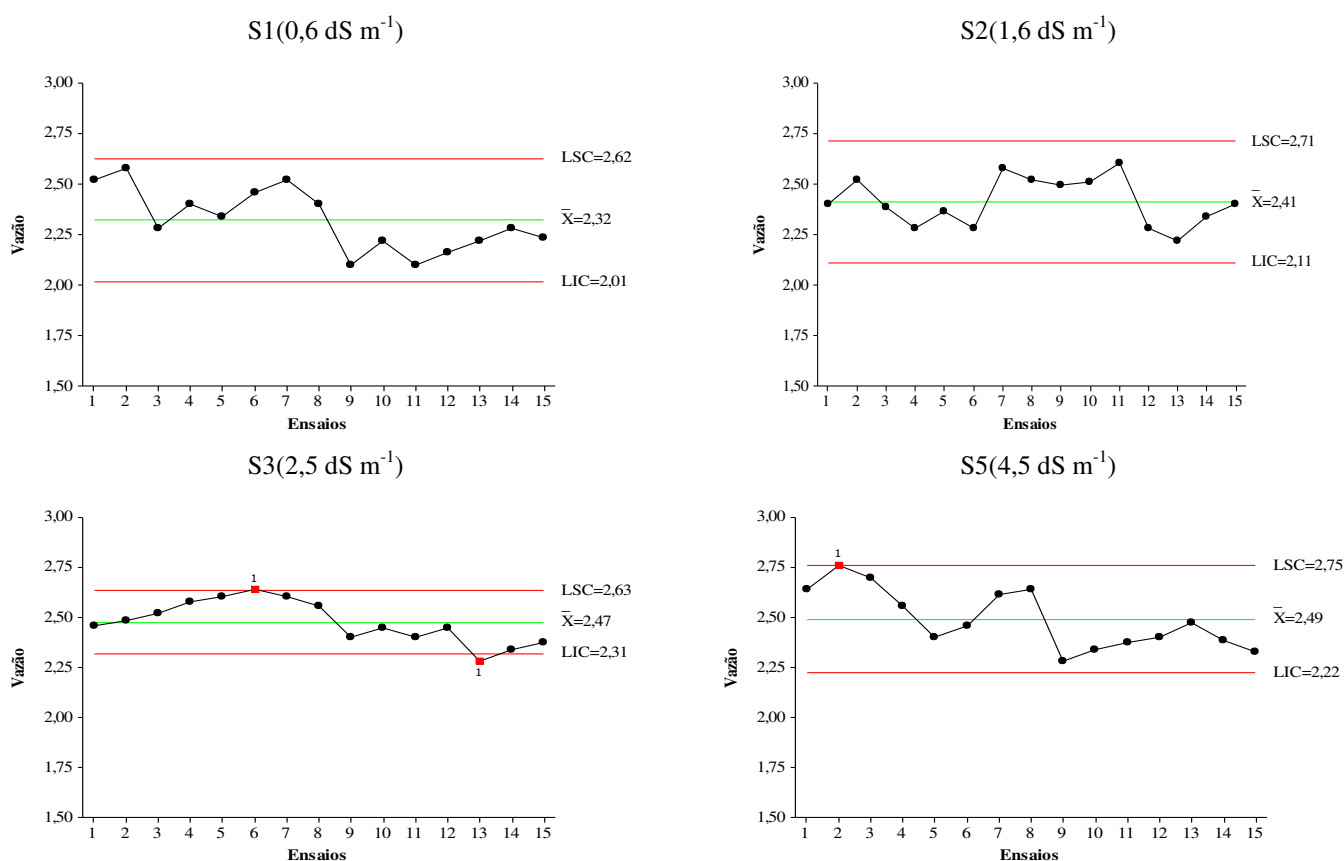 S1(0,6 dS m⁻¹)
3,00
2,75
2,50
2,25
2,00
1,75
1,50
Vazão
LSC=2,62
X̄=2,32
LIC=2,01
1 2 3 4 5 6 7 8 9 10 11 12 13 14 15
Ensaios
S2(1,6 dS m⁻¹)
3,00
2,75
2,50
2,25
2,00
1,75
1,50
Vazão
LSC=2,71
X̄=2,41
LIC=2,11
1 2 3 4 5 6 7 8 9 10 11 12 13 14 15
Ensaios
S3(2,5 dS m⁻¹)
3,00
2,75
2,50
2,25
2,00
1,75
1,50
Vazão
1
1
LSC=2,63
X̄=2,47
LIC=2,31
1 2 3 4 5 6 7 8 9 10 11 12 13 14 15
Ensaios
S5(4,5 dS m⁻¹)
3,00
2,75
2,50
2,25
2,00
1,75
1,50
Vazão
1
LSC=2,75
X̄=2,49
LIC=2,22
1 2 3 4 5 6 7 8 9 10 11 12 13 14 15
Ensaios